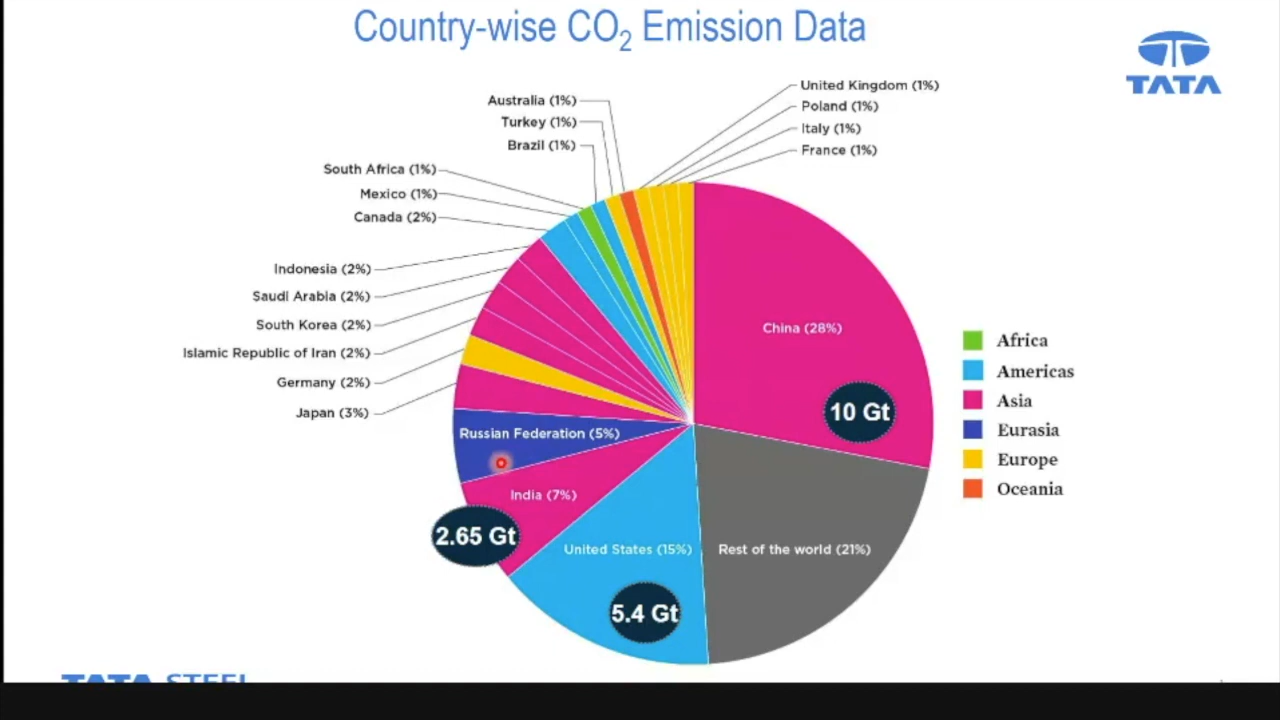 Country-wise CO₂ Emission Data
TATA
United Kingdom (1%)
Australia (1%)
Poland (1%)
Turkey (1%)
Italy (1%)
Brazil (1%)
France (1%)
South Africa (1%)
Mexico (1%)
Canada (2%)
Indonesia (2%)
Saudi Arabia (2%)
South Korea (2%)
Islamic Republic of Iran (2%)
Germany (2%)
Japan (3%)
China (28%)
10 Gt
Africa
Americas
Asia
Eurasia
Europe
Oceania
Russian Federation (5%)
India (7%)
2.65 Gt
United States (15%)
5.4 Gt
Rest of the world (21%)
TATA STEEL